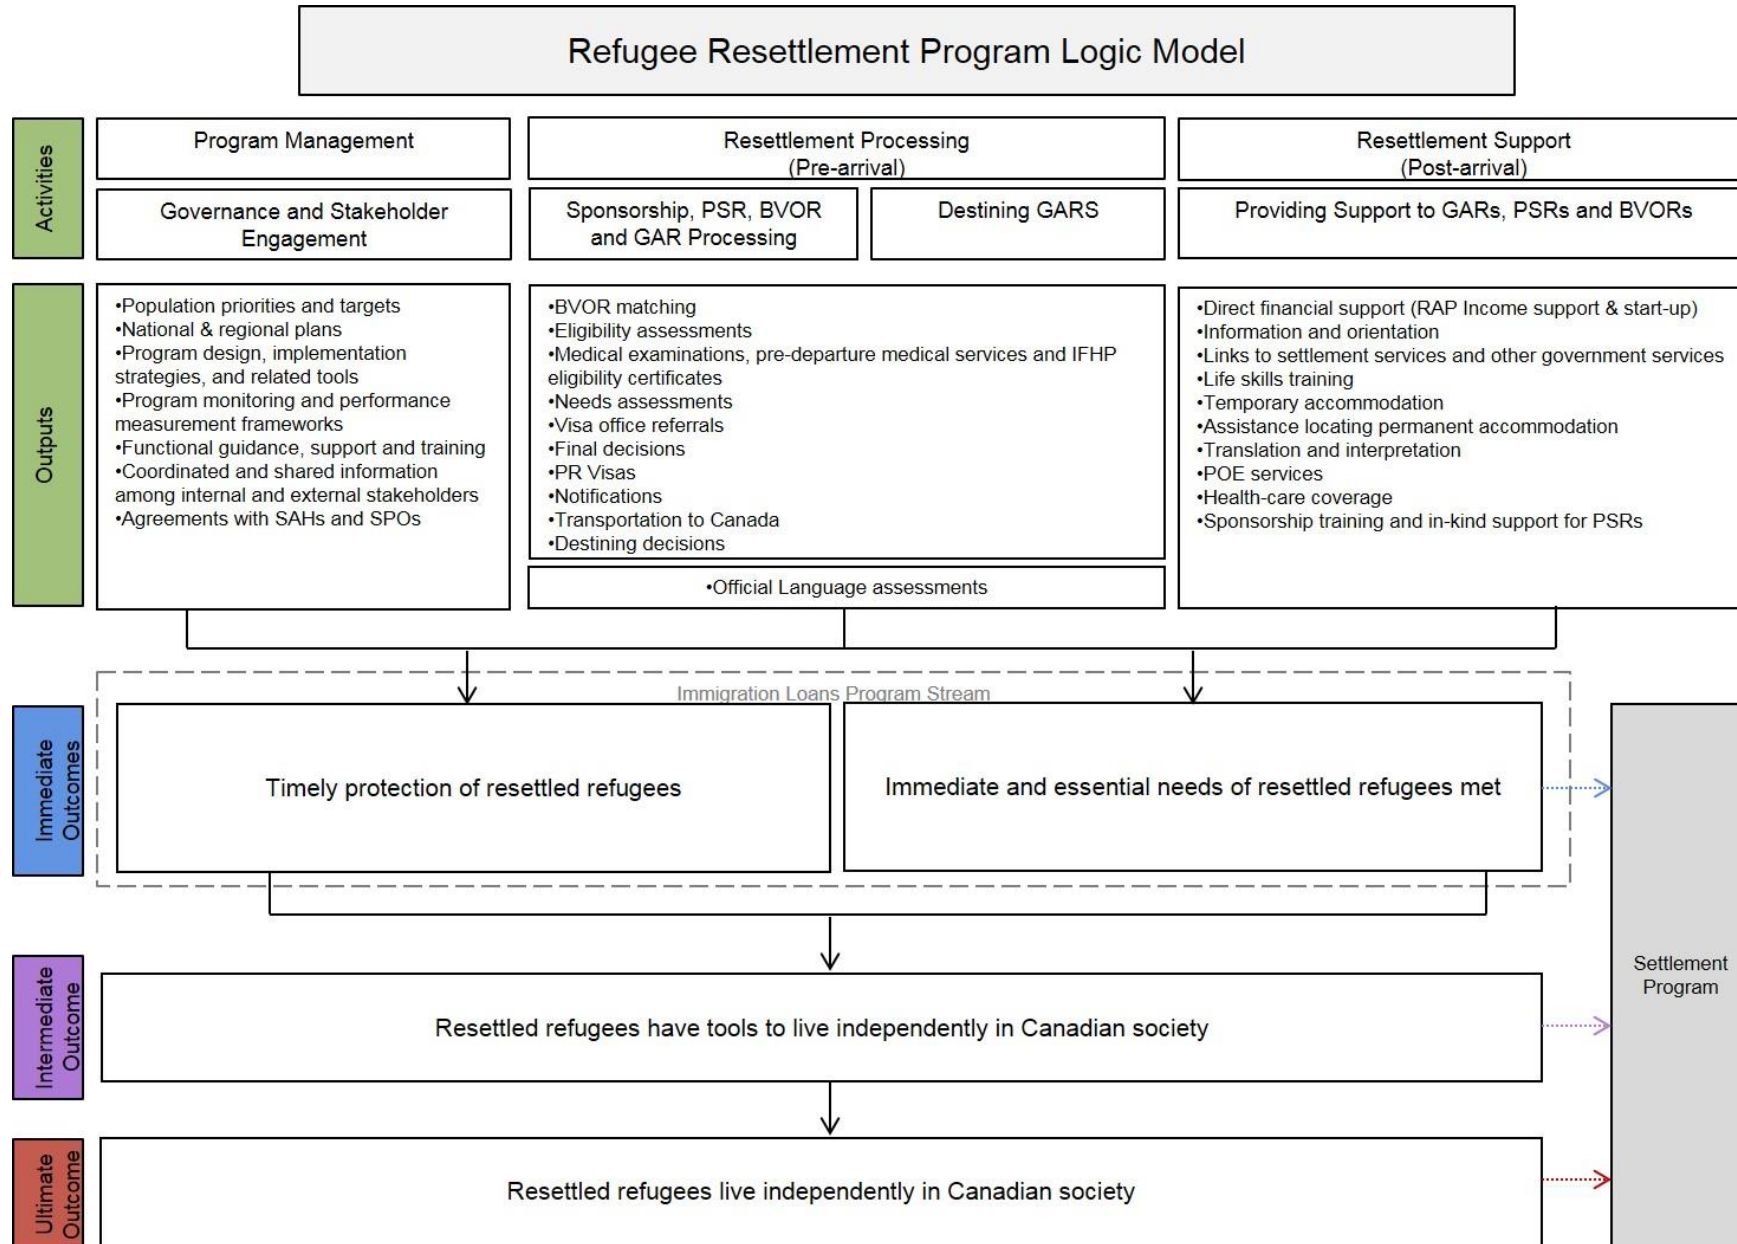 Refugee Resettlement Program Logic Model
Activities
Program Management
Resettlement Processing
(Pre-arrival)
Resettlement Support
(Post-arrival)
Governance and Stakeholder
Engagement
Sponsorship, PSR, BVOR
and GAR Processing
Destining GARS
Providing Support to GARs, PSRs and BVORs
Outputs
•Population priorities and targets
•National & regional plans
•Program design, implementation
strategies, and related tools
•Program monitoring and performance
measurement frameworks
•Functional guidance, support and training
•Coordinated and shared information
among internal and external stakeholders
•Agreements with SAHs and SPOs
•BVOR matching
•Eligibility assessments
•Medical examinations, pre-departure medical services and IFHP
eligibility certificates
•Needs assessments
•Visa office referrals
•Final decisions
•PR Visas
•Notifications
•Transportation to Canada
•Destining decisions
•Official Language assessments
•Direct financial support (RAP Income support & start-up)
•Information and orientation
•Links to settlement services and other government services
•Life skills training
•Temporary accommodation
•Assistance locating permanent accommodation
•Translation and interpretation
•POE services
•Health-care coverage
•Sponsorship training and in-kind support for PSRs
Immigration Loans Program Stream
Immediate
Outcomes
Timely protection of resettled refugees
Immediate and essential needs of resettled refugees met
Settlement
Program
Intermediate
Outcome
Resettled refugees have tools to live independently in Canadian society
Ultimate
Outcome
Resettled refugees live independently in Canadian society